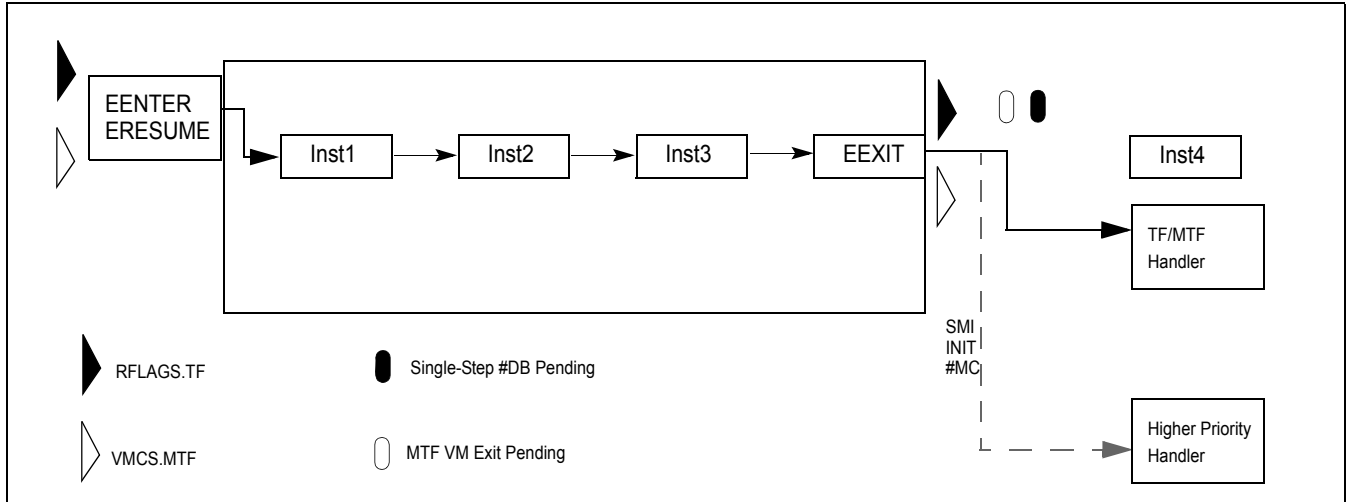 EENTER
ERESUME
Inst1
Inst2
Inst3
EEXIT
Inst4
TF/MTF
Handler
SMI
INIT
#MC
RFLAGS.TF
Single-Step #DB Pending
VMCS.MTF
MTF VM Exit Pending
Higher Priority
Handler